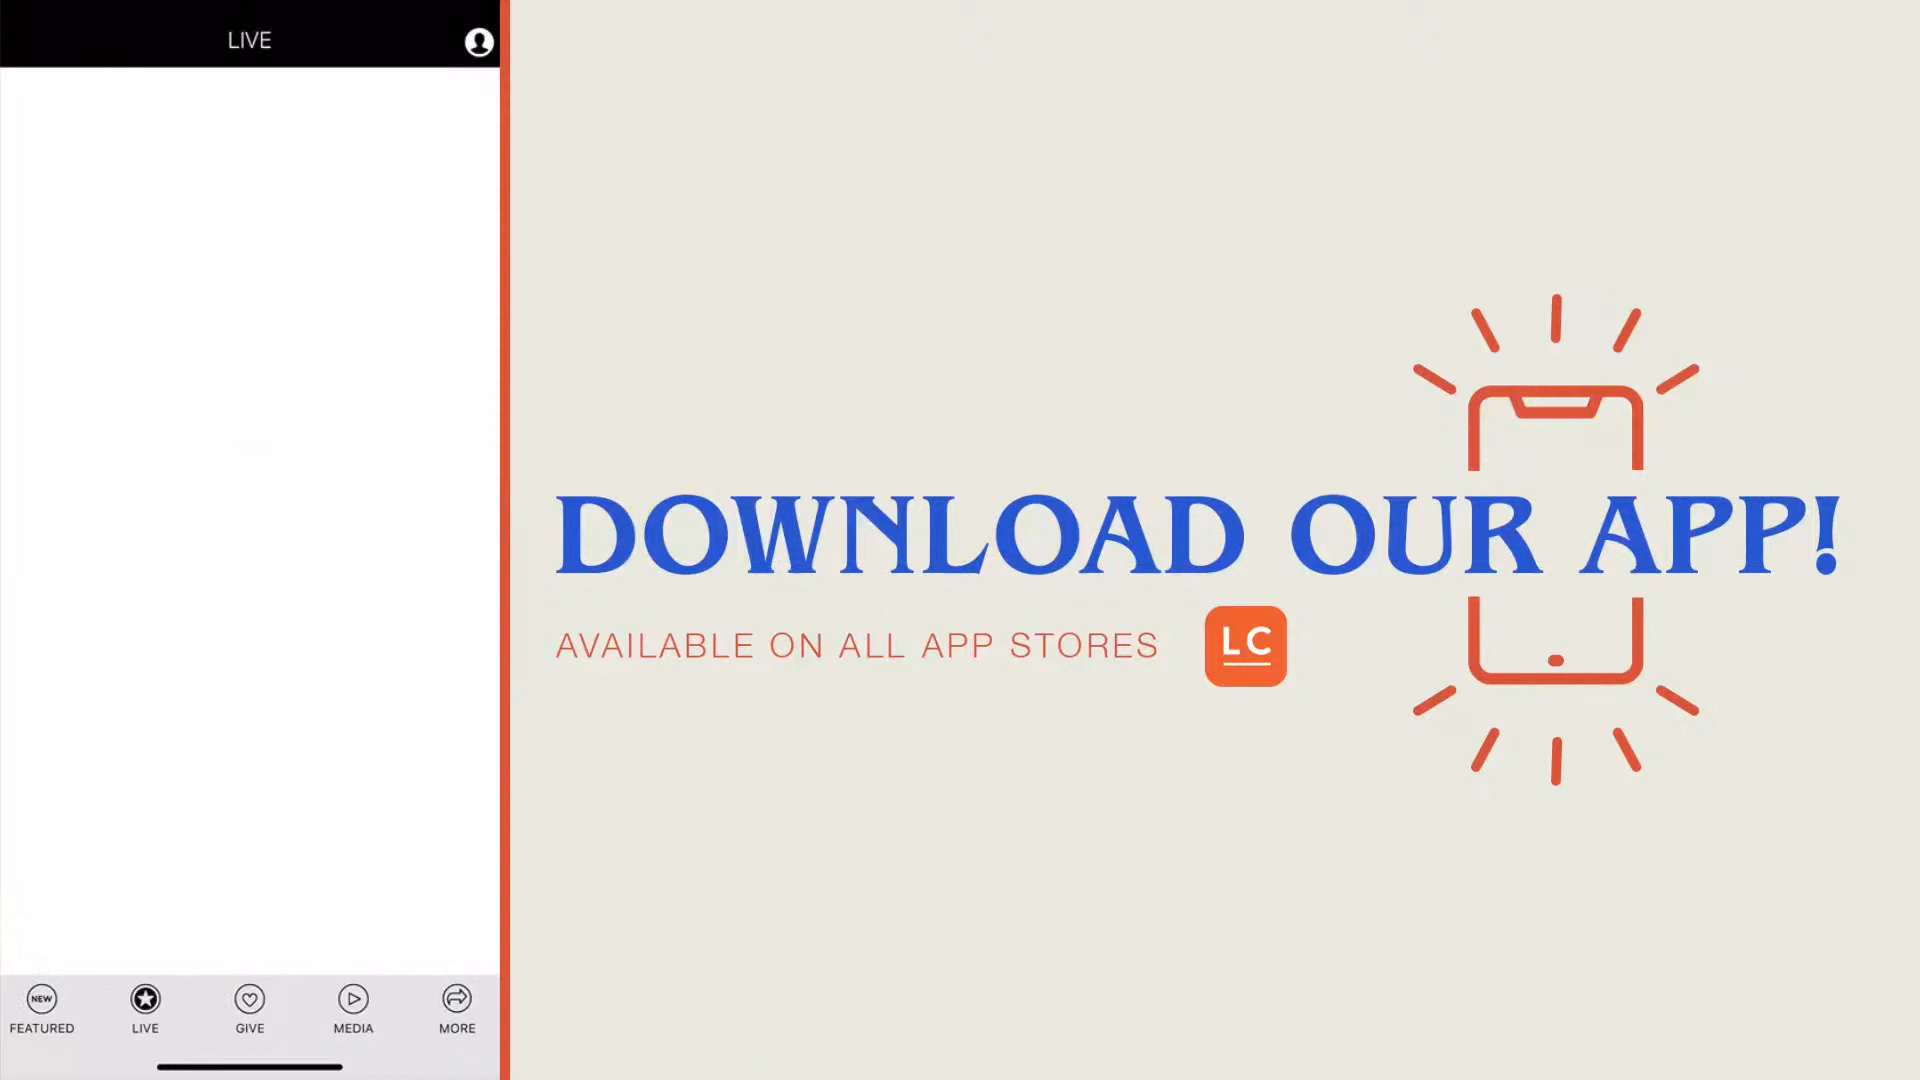 LIVE
DOWNLOAD OUR APP!
AVAILABLE ON ALL APP STORES
LC
NEW
FEATURED
LIVE
GIVE
MEDIA
MORE